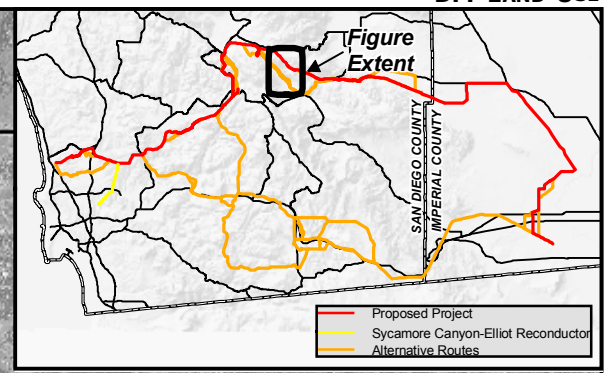 Figure
Extent
SAN DIEGO COUNTY
IMPERIAL COUNTY
Proposed Project
Sycamore Canyon-Elliot Reconductor
Alternative Routes